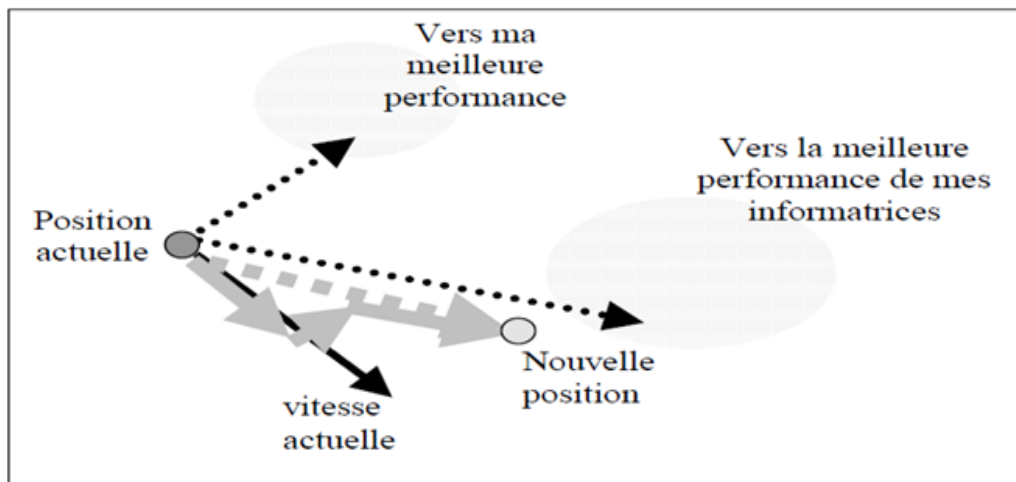 Vers ma
meilleure
performance
Vers la meilleure
performance de mes
informatrices
Position
actuelle
Nouvelle
position
vitesse
actuelle